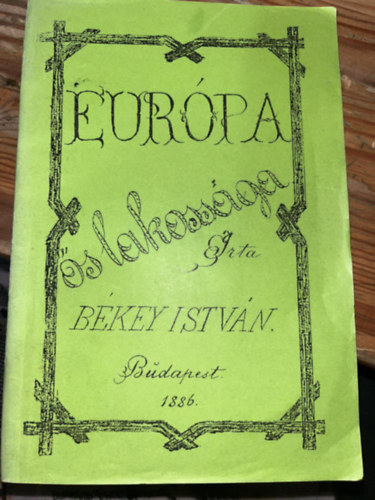 EURÓPA
ős lakossága
Irta
BÉKEY ISTVÁN.
Budapest.
1886.